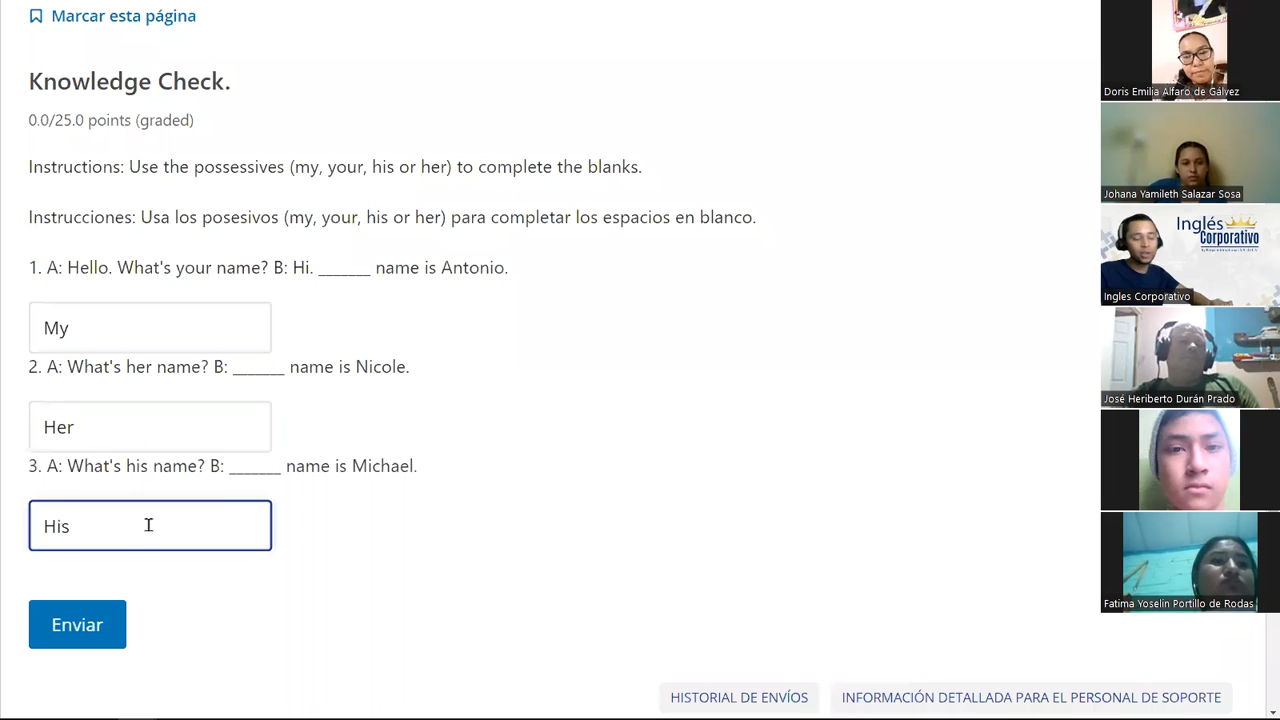 Marcar esta página
Knowledge Check.
0.0/25.0 points (graded)
Instructions: Use the possessives (my, your, his or her) to complete the blanks.
Instrucciones: Usa los posesivos (my, your, his or her) para completar los espacios en blanco.
1. A: Hello. What's your name? B: Hi. _______ name is Antonio.
My
2. A: What's her name? B: _______ name is Nicole.
Her
3. A: What's his name? B: _______ name is Michael.
His
Enviar
HISTORIAL DE ENVÍOS
INFORMACIÓN DETALLADA PARA EL PERSONAL DE SOPORTE
Doris Emilia Alfaro de Gálvez
Johana Yamileth Salazar Sosa
Inglés
Corporativo
Ingles Corporativo
José Heriberto Durán Prado
Fatima Yoselin Portillo de Rodas